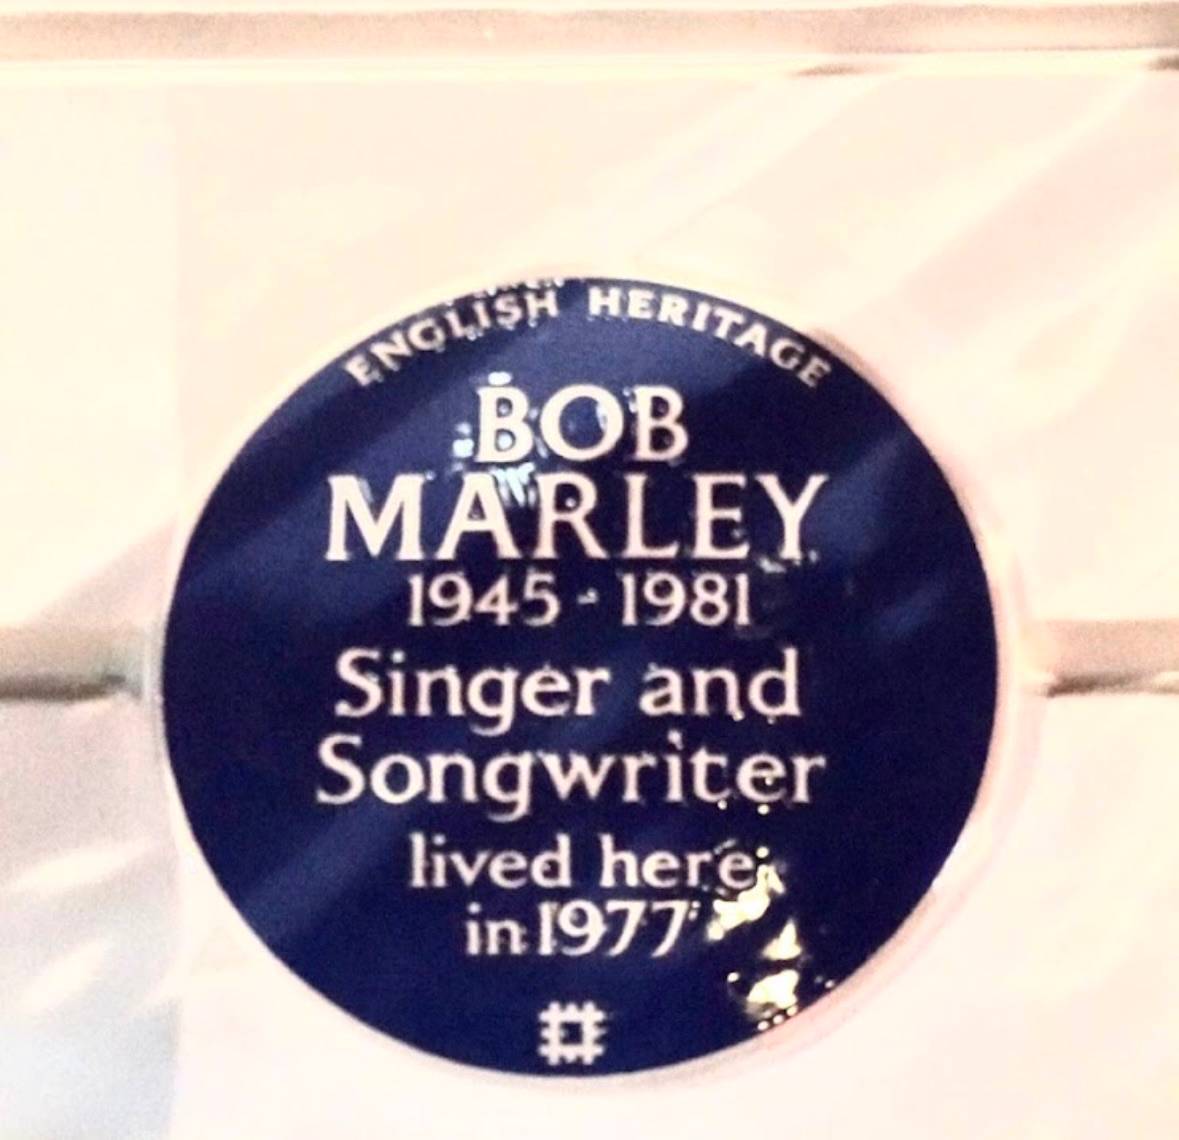 ENGLISH HERITAGE
BOB
MARLEY
1945 - 1981
Singer and
Songwriter
lived here
in 1977